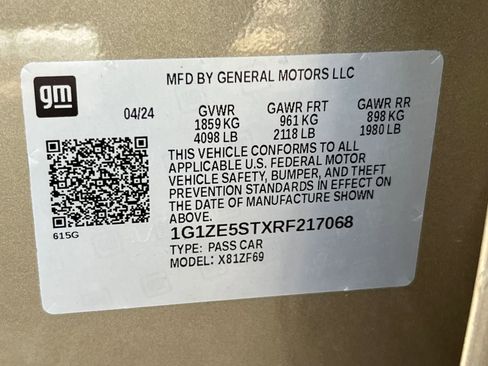 gm
MFD BY GENERAL MOTORS LLC
04/24 GVWR GAWR FRT GAWR RR
1859 KG 961 KG 898 KG
4098 LB 2118 LB 1980 LB
THIS VEHICLE CONFORMS TO ALL
APPLICABLE U.S. FEDERAL MOTOR
VEHICLE SAFETY, BUMPER, AND THEFT
PREVENTION STANDARDS IN EFFECT ON
THE DATE OF MANUFACTURE SHOWN
ABOVE.
615G
1G1ZE5STXRF217068
TYPE: PASS CAR
MODEL: X81ZF69